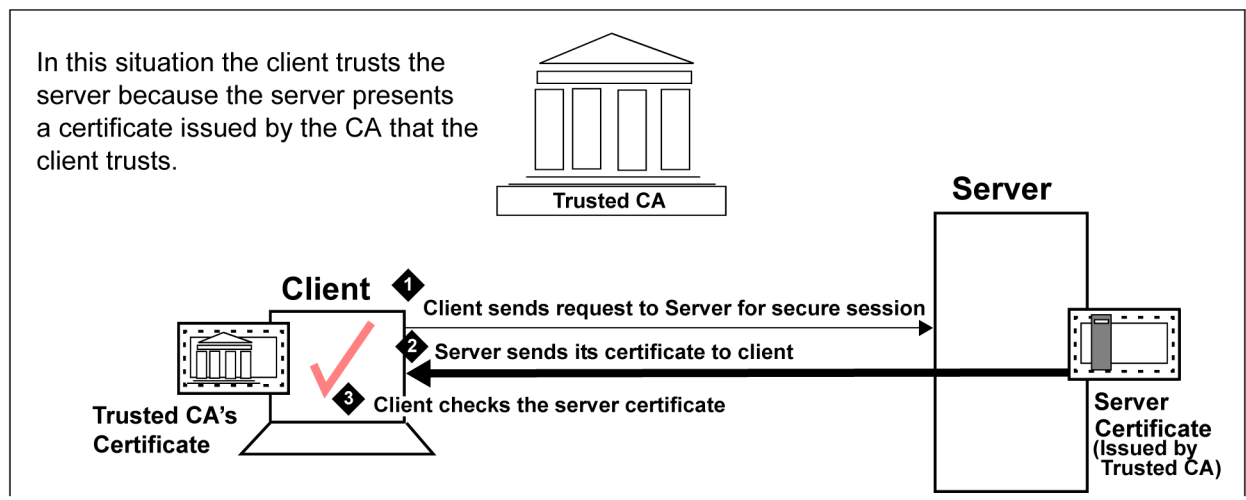 In this situation the client trusts the
server because the server presents
a certificate issued by the CA that the
client trusts.
Trusted CA
Server
Client
1
Client sends request to Server for secure session
2
Server sends its certificate to client
3
Client checks the server certificate
Trusted CA's
Certificate
Server
Certificate
(Issued by
Trusted CA)